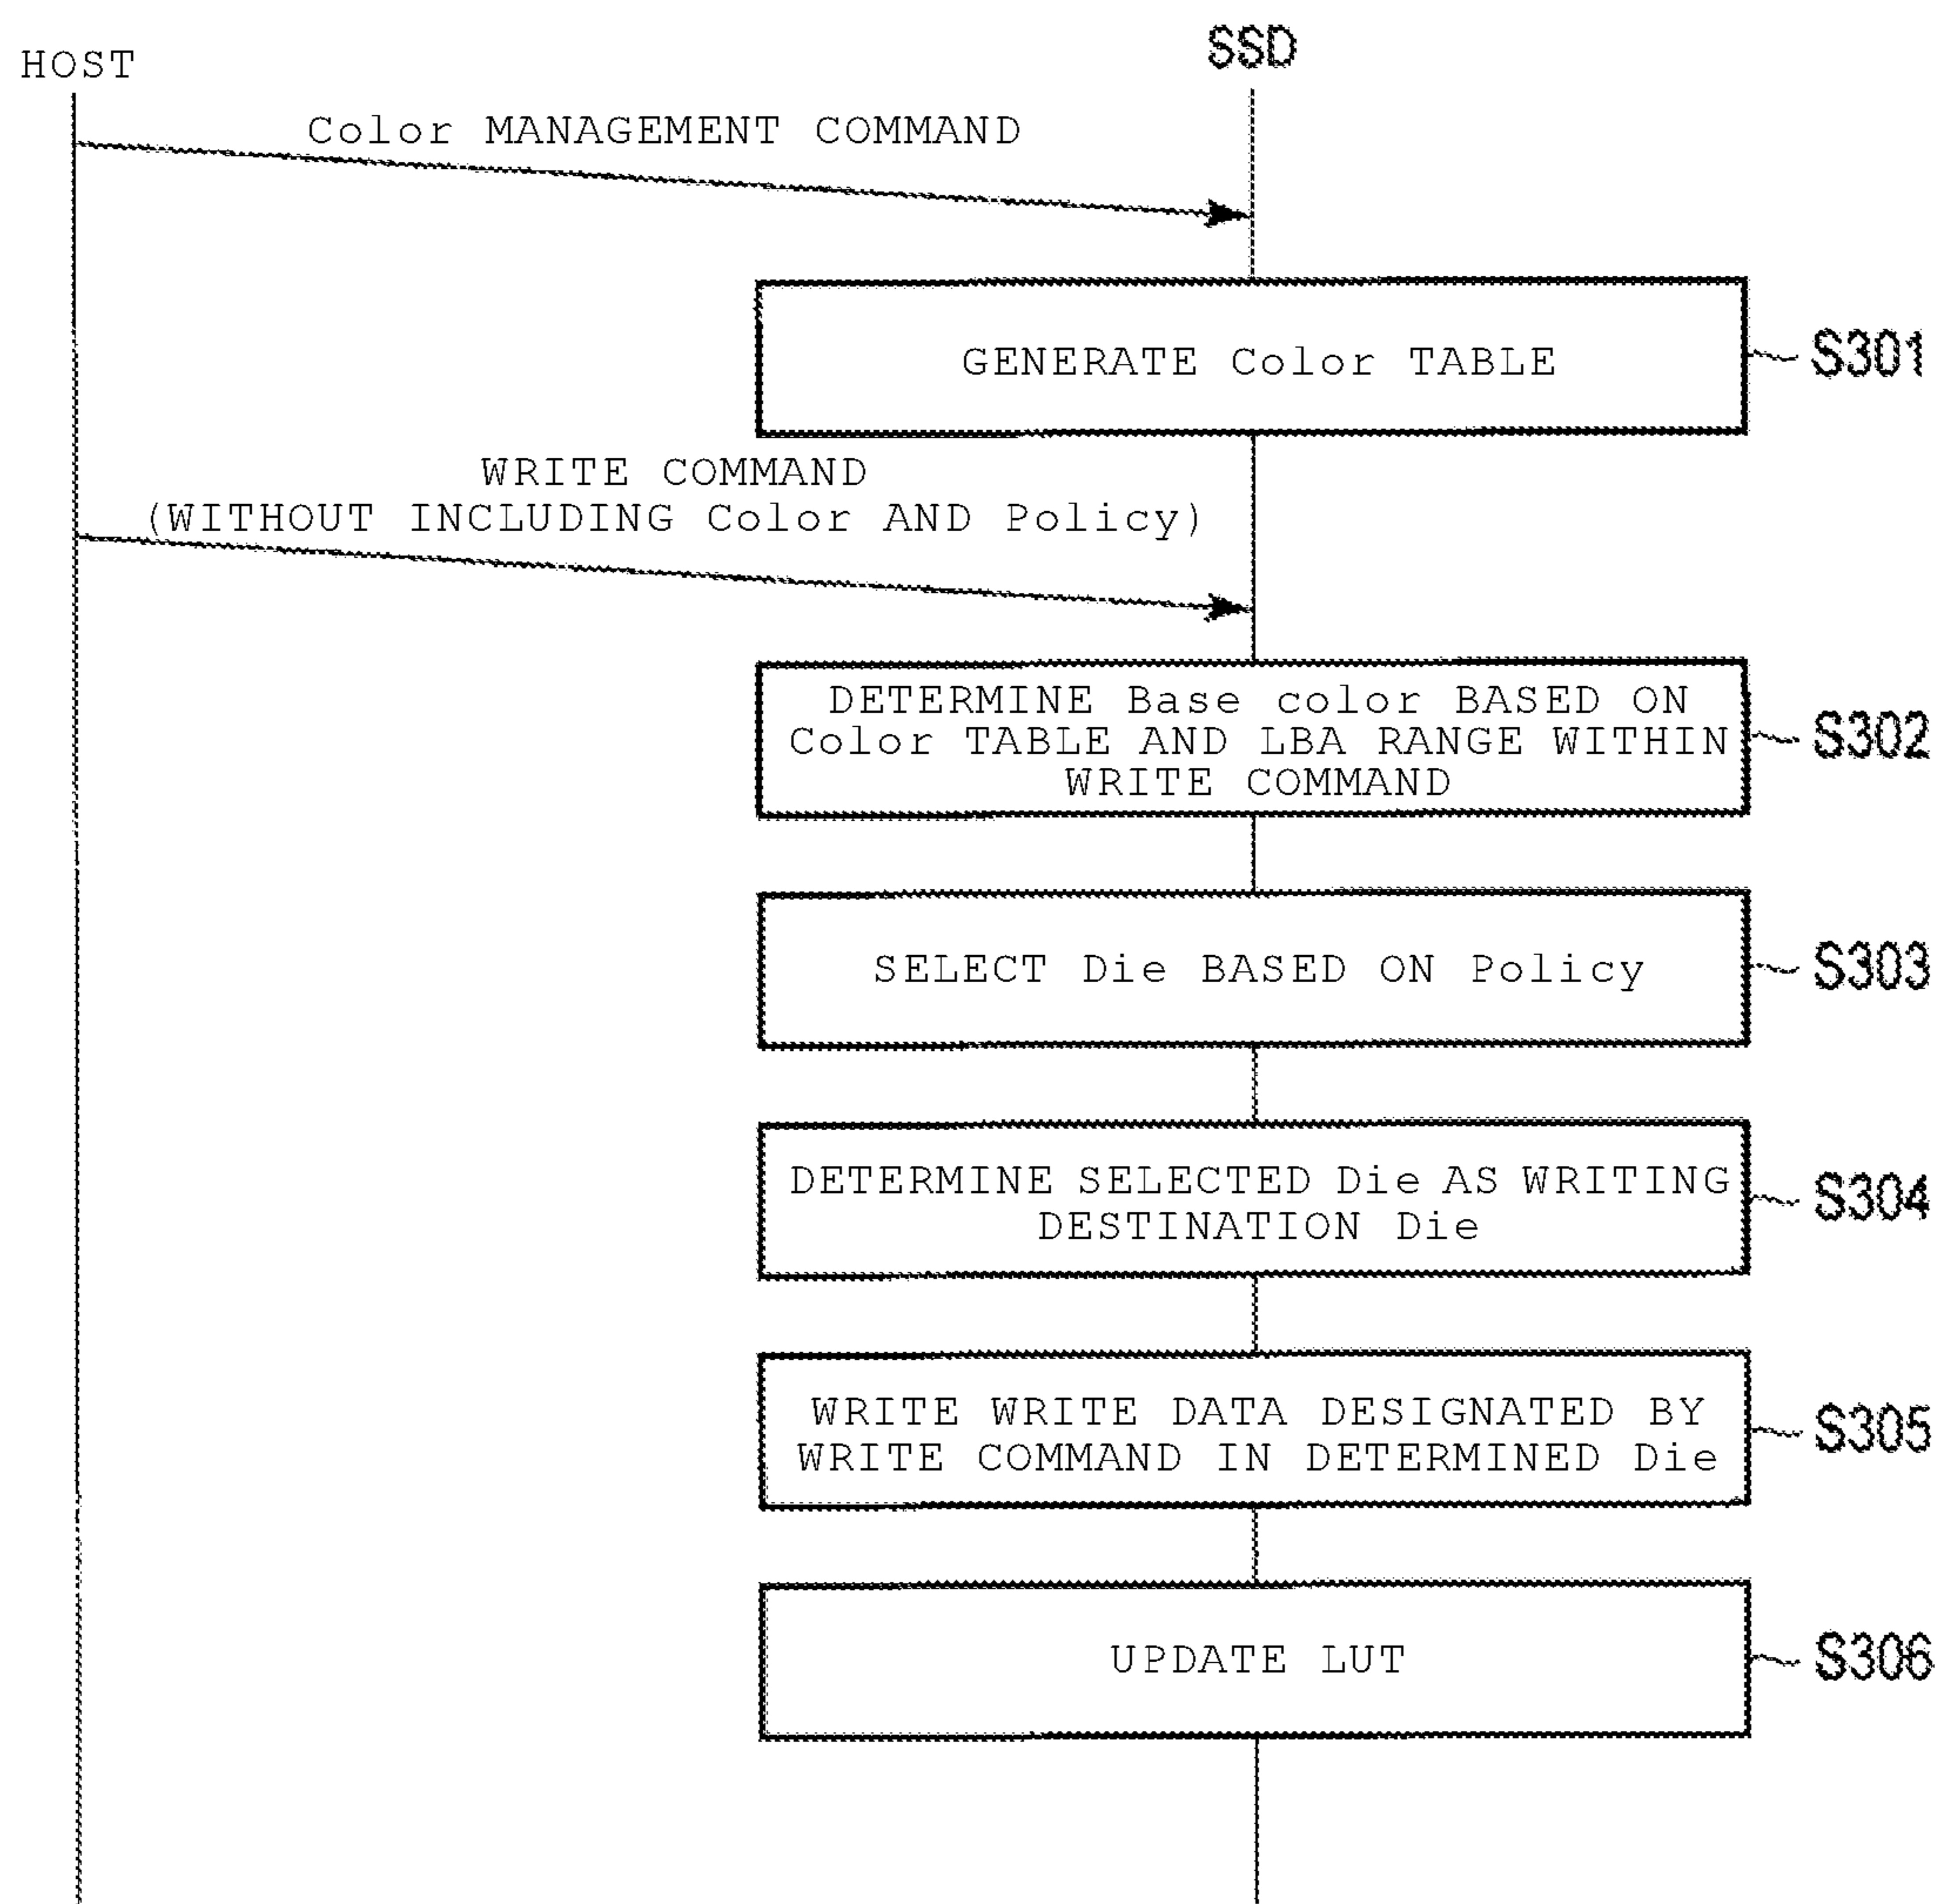 HOST
SSD
Color MANAGEMENT COMMAND
GENERATE Color TABLE
S301
WRITE COMMAND
(WITHOUT INCLUDING Color AND Policy)
DETERMINE Base color BASED ON
Color TABLE AND LBA RANGE WITHIN
WRITE COMMAND
S302
SELECT Die BASED ON Policy
S303
DETERMINE SELECTED Die AS WRITING
DESTINATION Die
S304
WRITE WRITE DATA DESIGNATED BY
WRITE COMMAND IN DETERMINED Die
S305
UPDATE LUT
S306